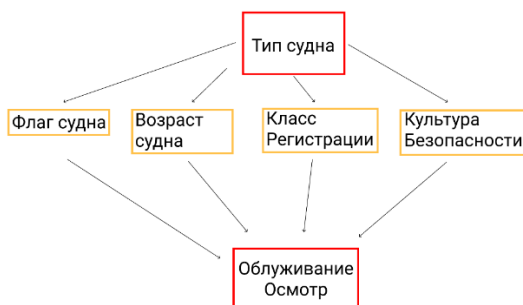 Тип судна
Флаг судна
Возраст
судна
Класс
Регистрации
Культура
Безопасности
Облуживание
Осмотр